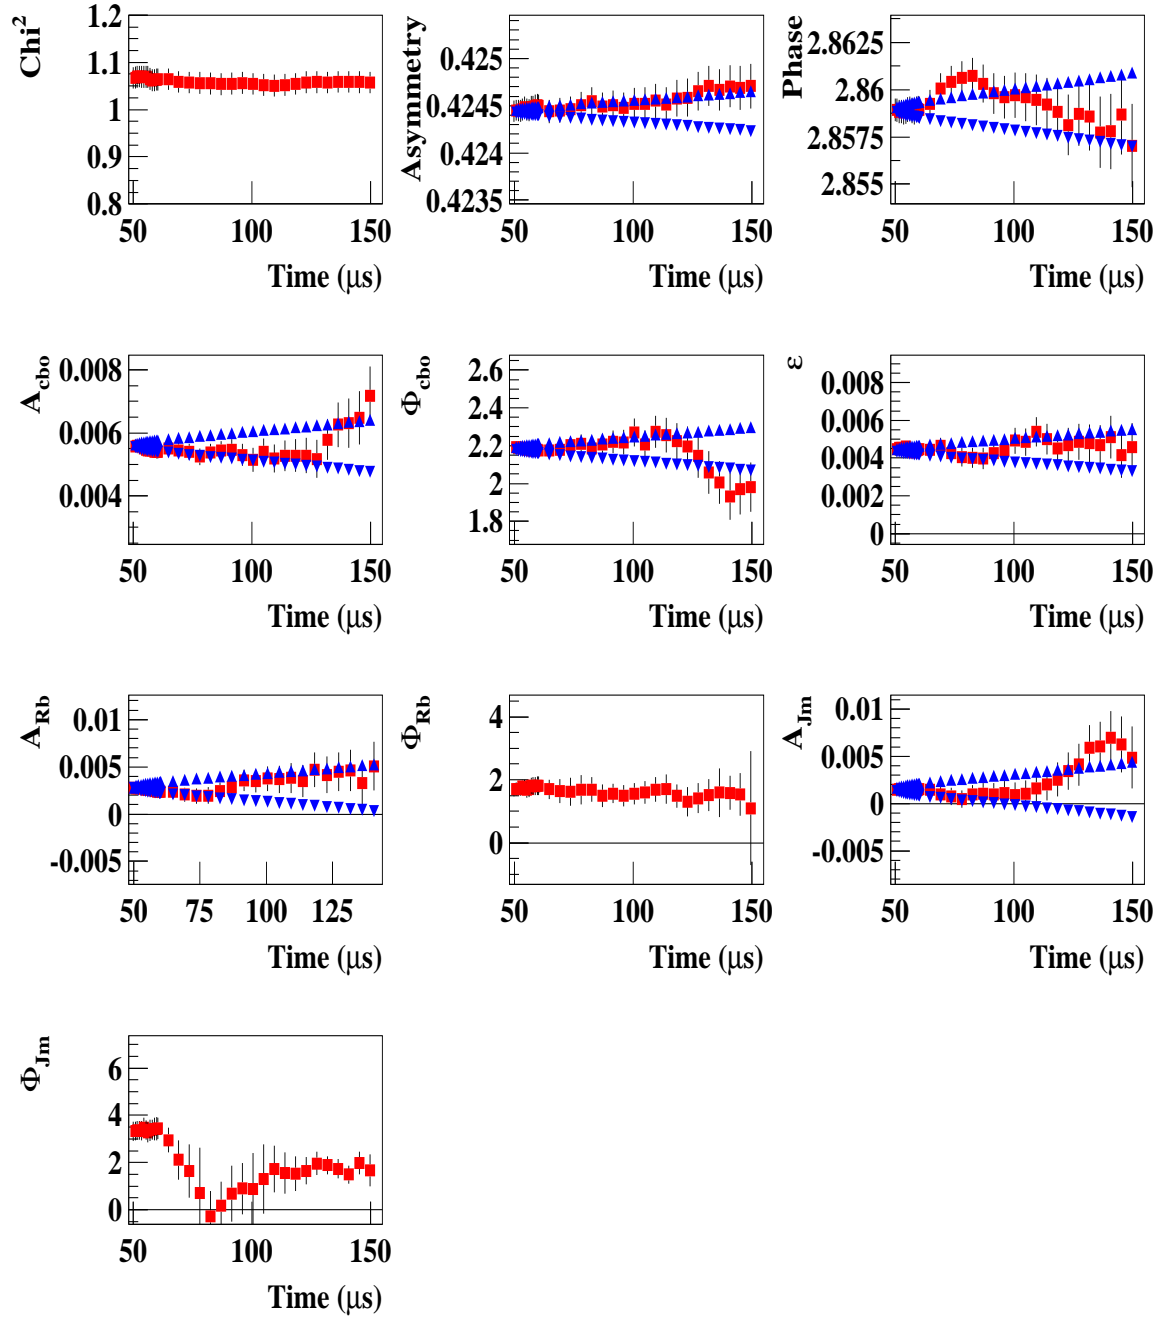 Chi²
1.2
1.1
1
0.9
0.8
50 100 150
Time (μs)
Asymmetry
0.425
0.4245
0.424
0.4235
50 100 150
Time (μs)
Phase
2.8625
2.86
2.8575
2.855
50 100 150
Time (μs)
A_cbo
0.008
0.006
0.004
50 100 150
Time (μs)
Φ_cbo
2.6
2.4
2.2
2
1.8
50 100 150
Time (μs)
ε
0.008
0.006
0.004
0.002
0
50 100 150
Time (μs)
A_Rb
0.01
0.005
0
-0.005
50 75 100 125
Time (μs)
Φ_Rb
4
2
0
50 100 150
Time (μs)
A_Jm
0.01
0.005
0
-0.005
50 100 150
Time (μs)
Φ_Jm
6
4
2
0
50 100 150
Time (μs)